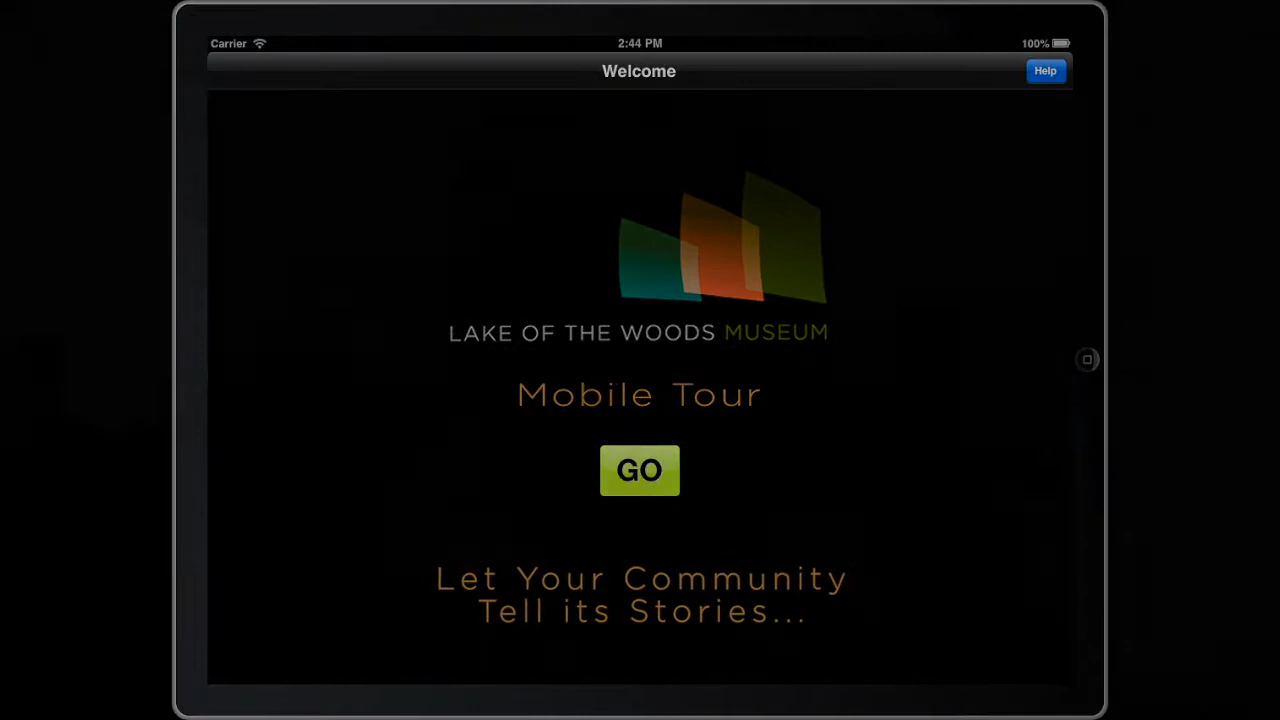 Carrier 2:44 PM 100%
Welcome Help
LAKE OF THE WOODS MUSEUM
Mobile Tour
GO
Let Your Community
Tell its Stories...